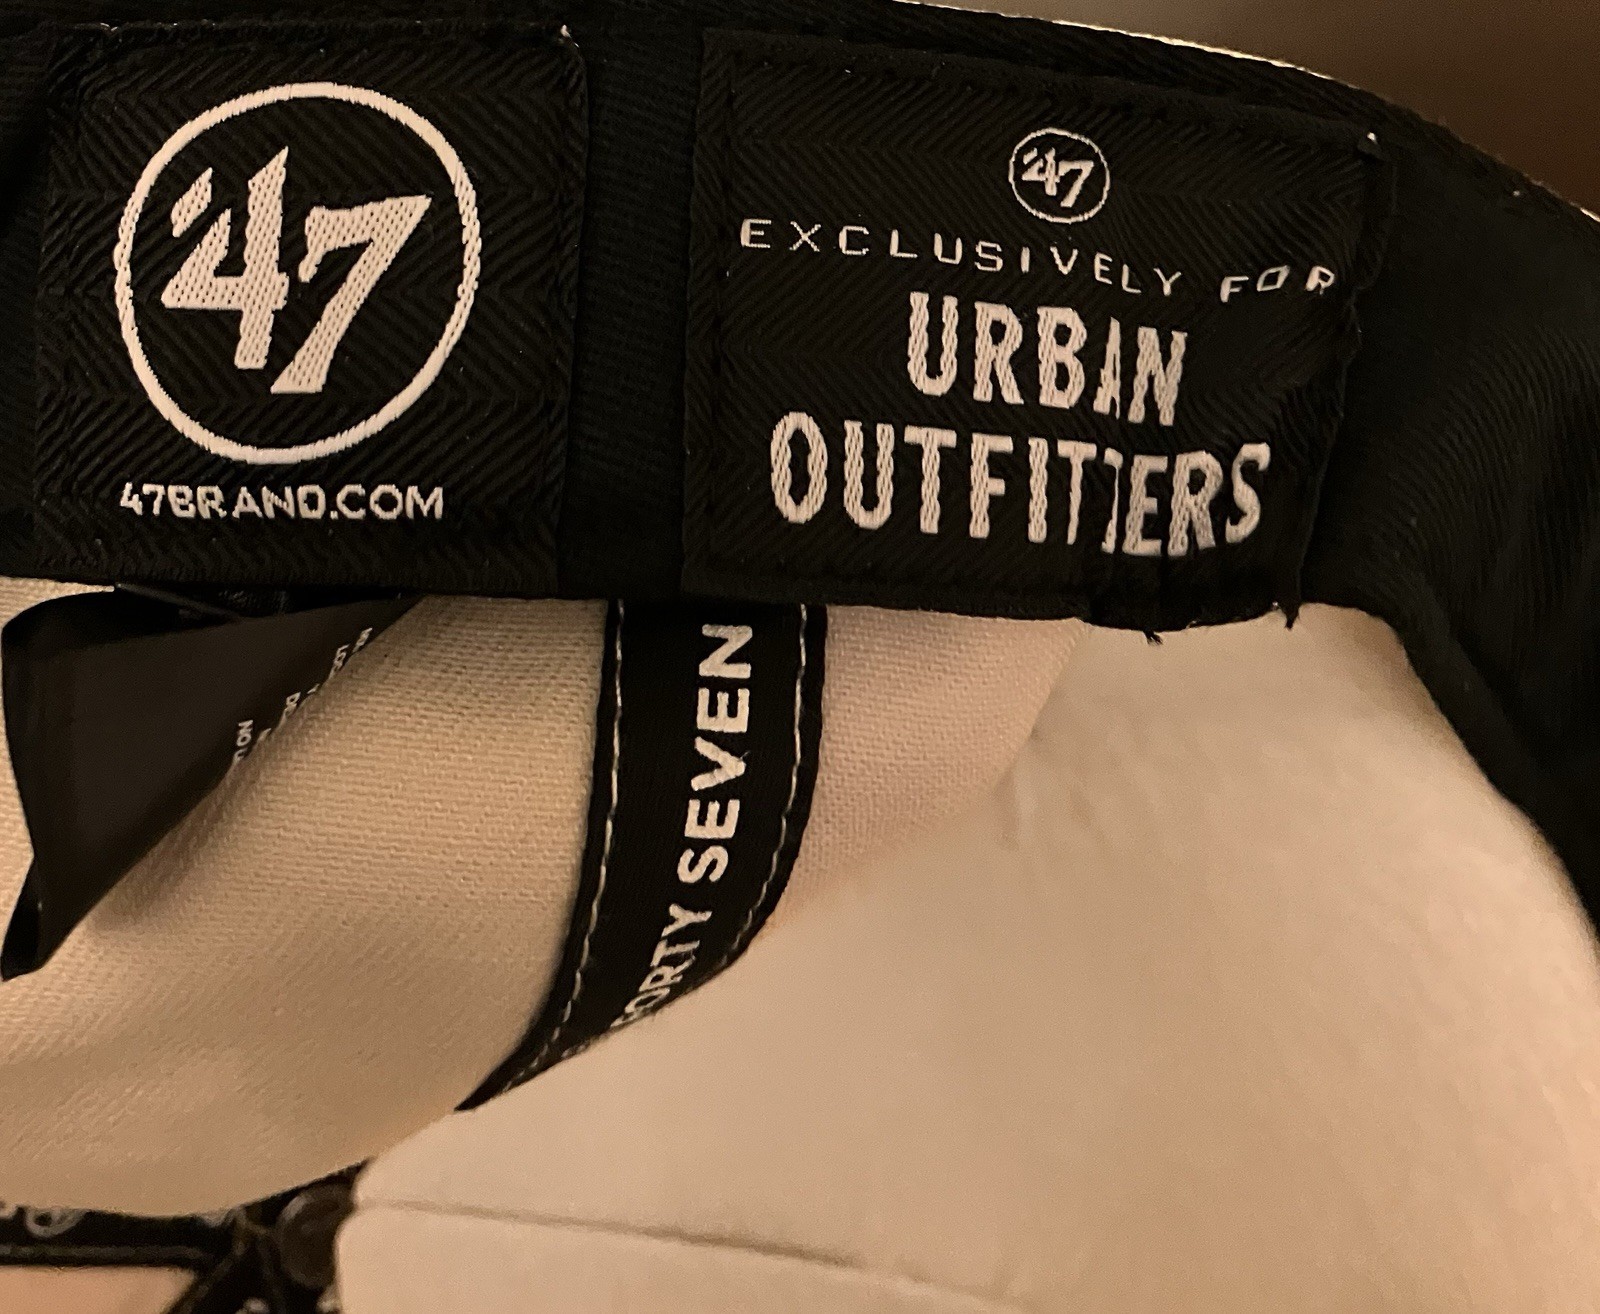 '47
47BRAND.COM
'47
EXCLUSIVELY FOR
URBAN
OUTFITTERS
FORTY SEVEN